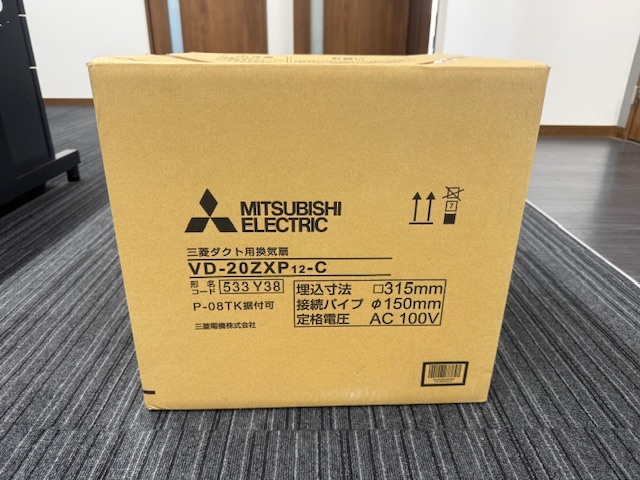 MITSUBISHI
ELECTRIC
7
三菱ダクト用換気扇
VD-20ZXP12-C
形名
コード 533 Y38
P-08TK据付可
三菱電機株式会社
埋込寸法 □315mm
接続パイプ φ150mm
定格電圧 AC 100V